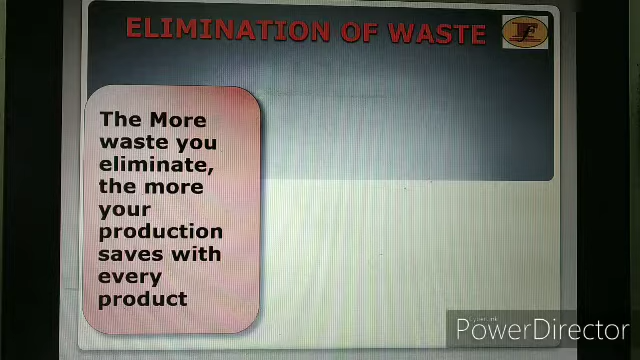 ELIMINATION OF WASTE
The More
waste you
eliminate,
the more
your
production
saves with
every
product
PowerDirector